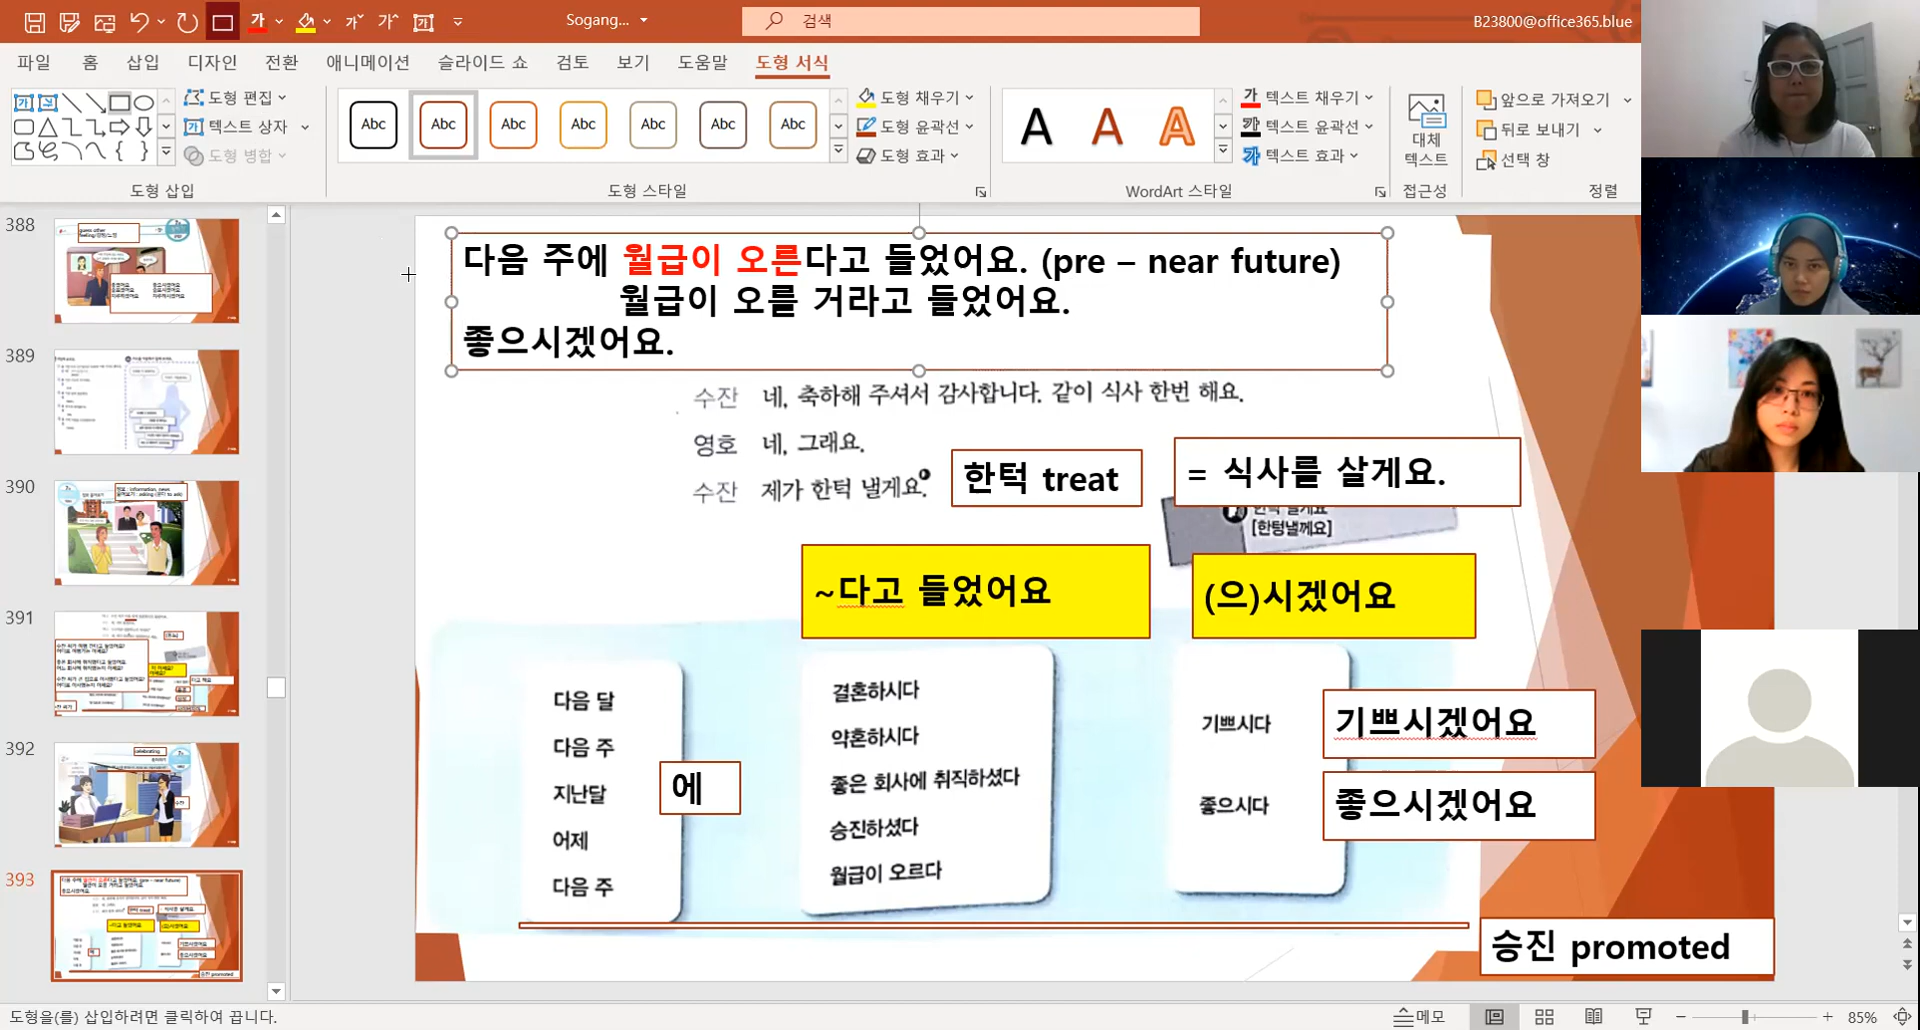 Sogang...
검색
B23800@office365.blue
파일 홈 삽입 디자인 전환 애니메이션 슬라이드 쇼 검토 보기 도움말 도형 서식
도형 편집
텍스트 상자
도형 병합
도형 삽입
Abc Abc Abc Abc Abc Abc Abc
도형 채우기
도형 윤곽선
도형 효과
도형 스타일
A A A
텍스트 채우기
텍스트 윤곽선
텍스트 효과
WordArt 스타일
대체
텍스트
접근성
앞으로 가져오기
뒤로 보내기
선택 창
정렬
388
389
390
391
392
393
다음 주에 월급이 오른다고 들었어요. (pre – near future)
월급이 오를 거라고 들었어요.
좋으시겠어요.
수잔 네, 축하해 주셔서 감사합니다. 같이 식사 한번 해요.
영호 네, 그래요.
수잔 제가 한턱 낼게요.
한턱 treat
= 식사를 살게요.
한턱 낼게요
[한텅낼께요]
~다고 들었어요
(으)시겠어요
다음 달
다음 주
지난달
어제
다음 주
에
결혼하시다
약혼하시다
좋은 회사에 취직하셨다
승진하셨다
월급이 오르다
기쁘시다
좋으시다
기쁘시겠어요
좋으시겠어요
승진 promoted
도형을(를) 삽입하려면 클릭하여 끕니다.
메모
85%